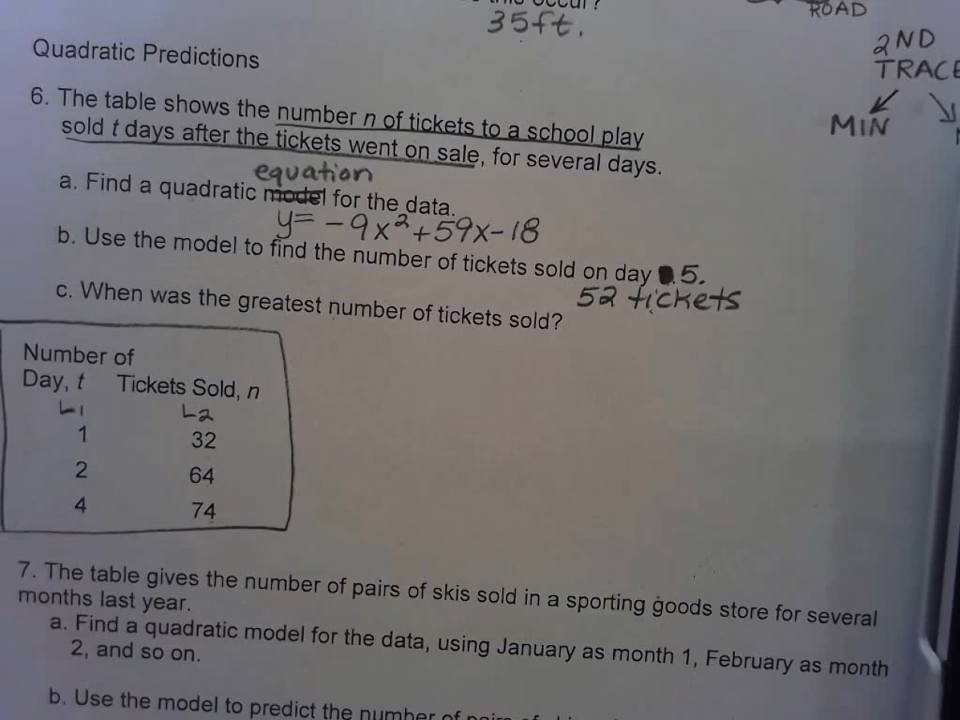 35ft.
ROAD
2ND
TRACE
MIN
Quadratic Predictions
6. The table shows the number n of tickets to a school play
sold t days after the tickets went on sale, for several days.
equation
a. Find a quadratic model for the data.
y= -9x²+59x-18
b. Use the model to find the number of tickets sold on day 5.
52 tickets
c. When was the greatest number of tickets sold?
Number of
Day, t Tickets Sold, n
L1 L2
1 32
2 64
4 74
7. The table gives the number of pairs of skis sold in a sporting goods store for several
months last year.
a. Find a quadratic model for the data, using January as month 1, February as month
2, and so on.
b. Use the model to predict the number of pairs of